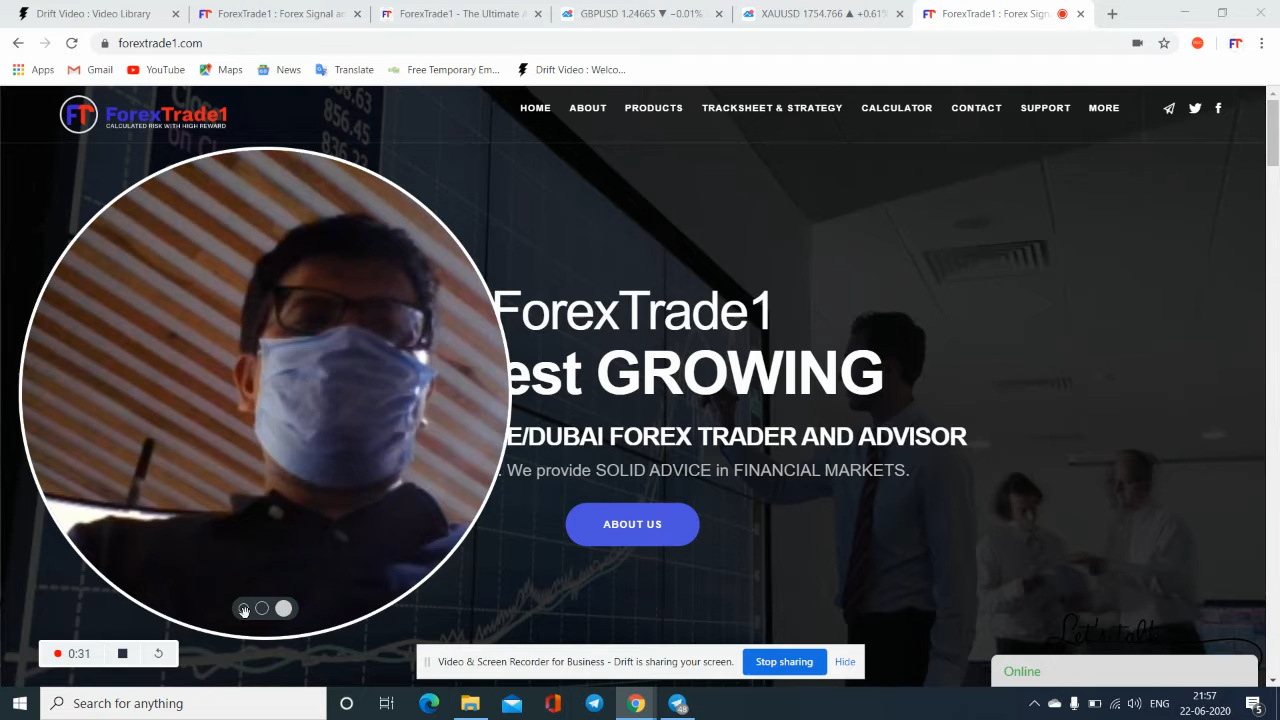 Drift Video : Video Library
ForexTrade1 : Forex Signal an
ForexTrade1 - The Ultimate A
GBPUSD 1.24665 ▼ −0.01%
XAUUSD 1754.766 ▲ +0.61%
ForexTrade1 : Forex Sign
forextrade1.com
Apps
Gmail
YouTube
Maps
News
Translate
Free Temporary Em...
Drift Video : Welco...
FT ForexTrade1
CALCULATED RISK WITH HIGH REWARD
HOME ABOUT PRODUCTS TRACKSHEET & STRATEGY CALCULATOR CONTACT SUPPORT MORE
ForexTrade1
est GROWING
E/DUBAI FOREX TRADER AND ADVISOR
. We provide SOLID ADVICE in FINANCIAL MARKETS.
ABOUT US
Let's talk
0:31
Video & Screen Recorder for Business - Drift is sharing your screen.
Stop sharing
Hide
Online
Search for anything
48
ENG
21:57
22-06-2020
5